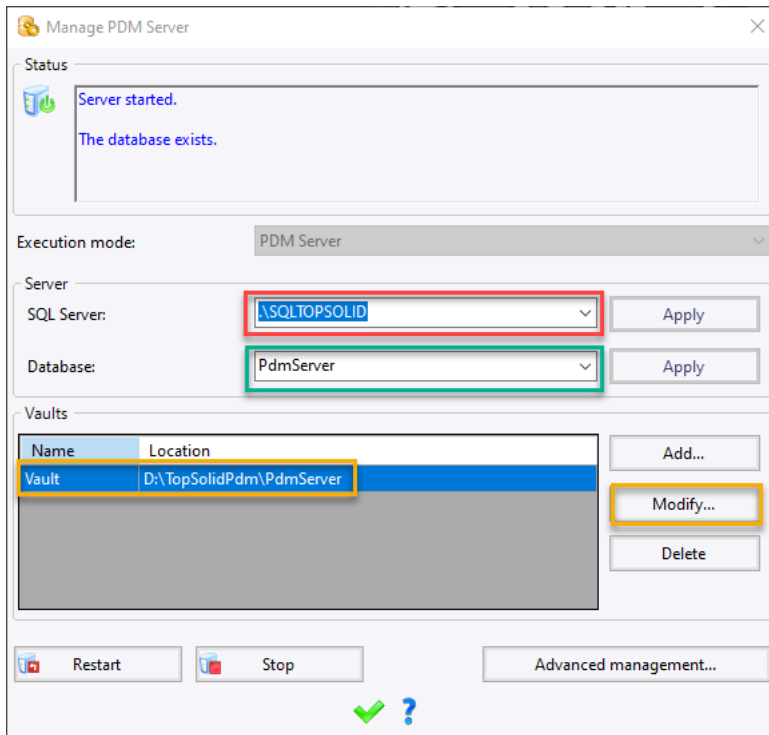 Manage PDM Server
Status
Server started.
The database exists.
Execution mode: PDM Server
Server
SQL Server: .\SQLTOPSOLID Apply
Database: PdmServer Apply
Vaults
Name Location Add...
Vault D:\TopSolidPdm\PdmServer
Modify...
Delete
Restart Stop Advanced management...